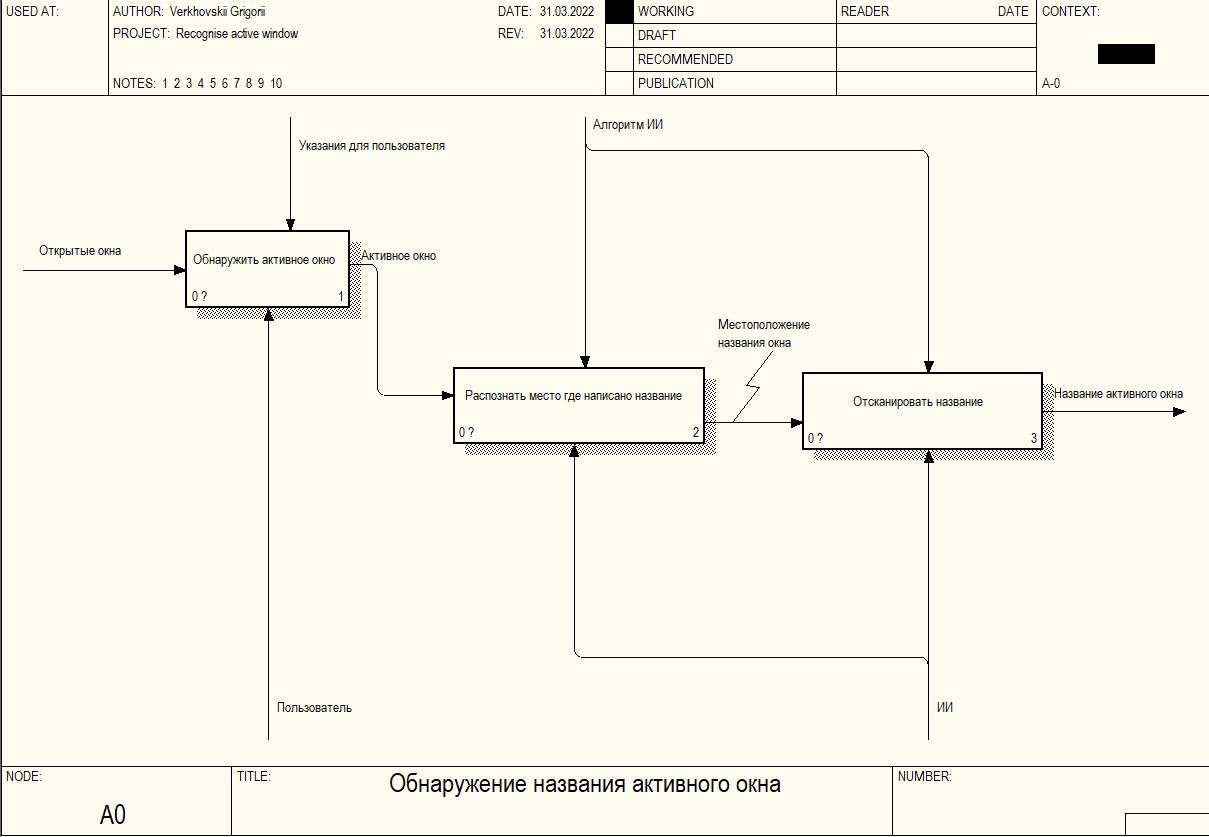 USED AT:
AUTHOR: Verkhovskii Grigorii
DATE: 31.03.2022
WORKING
READER
DATE
CONTEXT:
PROJECT: Recognise active window
REV: 31.03.2022
DRAFT
RECOMMENDED
NOTES: 1 2 3 4 5 6 7 8 9 10
PUBLICATION
A-0
Алгоритм ИИ
Указания для пользователя
Открытые окна
Обнаружить активное окно
0 ?
1
Активное окно
Местоположение
названия окна
Распознать место где написано название
0 ?
2
Отсканировать название
0 ?
3
Название активного окна
Пользователь
ИИ
NODE:
A0
TITLE:
Обнаружение названия активного окна
NUMBER: